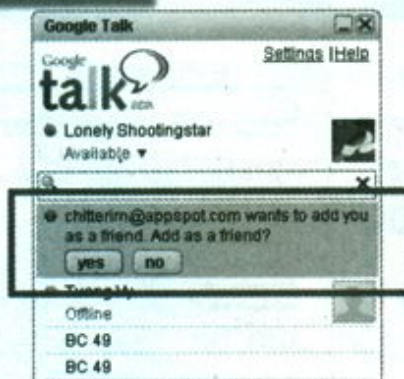 Google Talk
Settings | Help
Google
talk
Lonely Shootingstar
Available ▼
chitterim@appspot.com wants to add you
as a friend. Add as a friend?
yes no
Offline
BC 49
BC 49